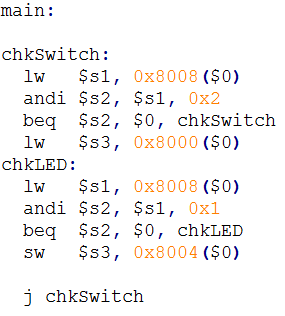 main:
chkSwitch:
lw $s1, 0x8008($0)
andi $s2, $s1, 0x2
beq $s2, $0, chkSwitch
lw $s3, 0x8000($0)
chkLED:
lw $s1, 0x8008($0)
andi $s2, $s1, 0x1
beq $s2, $0, chkLED
sw $s3, 0x8004($0)
j chkSwitch